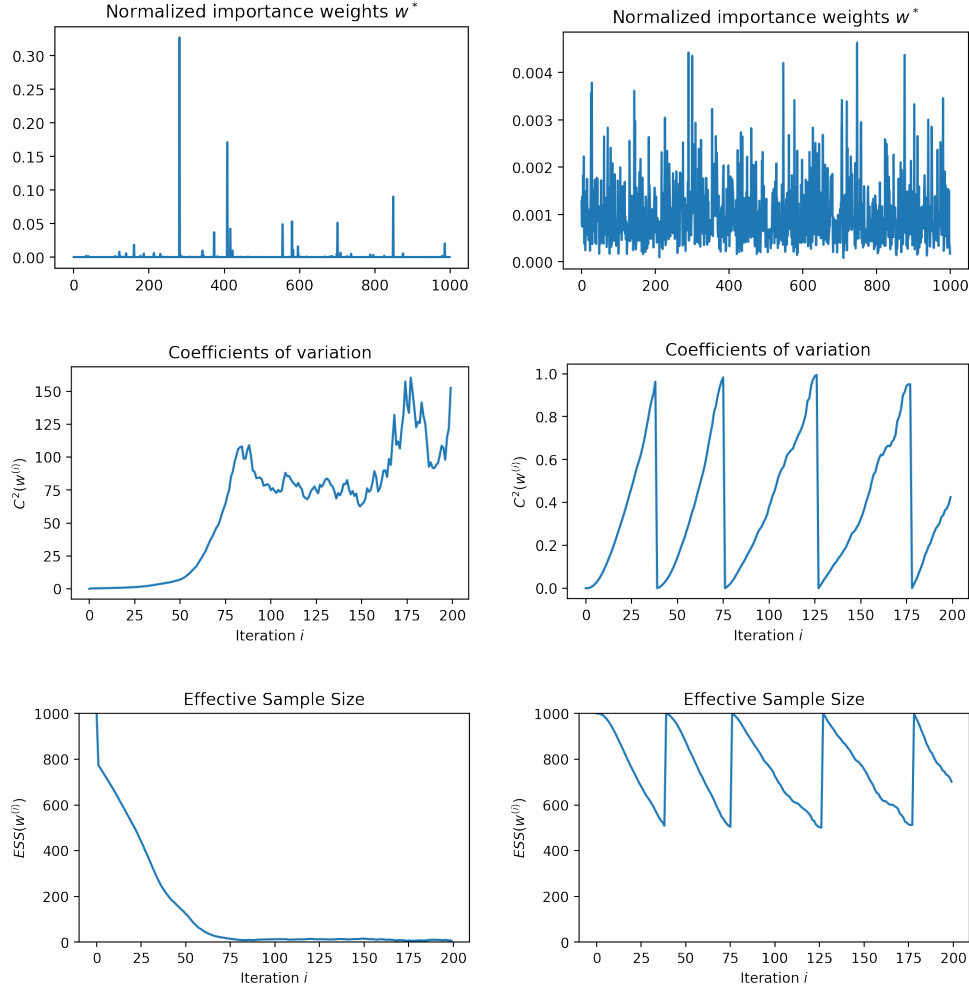 Normalized importance weights w*
0.30
0.25
0.20
0.15
0.10
0.05
0.00
0 200 400 600 800 1000
Normalized importance weights w*
0.004
0.003
0.002
0.001
0.000
0 200 400 600 800 1000
Coefficients of variation
C²(w⁽ⁱ⁾)
150
125
100
75
50
25
0
0 25 50 75 100 125 150 175 200
Iteration i
Coefficients of variation
C²(w⁽ⁱ⁾)
1.0
0.8
0.6
0.4
0.2
0.0
0 25 50 75 100 125 150 175 200
Iteration i
Effective Sample Size
ESS(w⁽ⁱ⁾)
1000
800
600
400
200
0
0 25 50 75 100 125 150 175 200
Iteration i
Effective Sample Size
ESS(w⁽ⁱ⁾)
1000
800
600
400
200
0
0 25 50 75 100 125 150 175 200
Iteration i